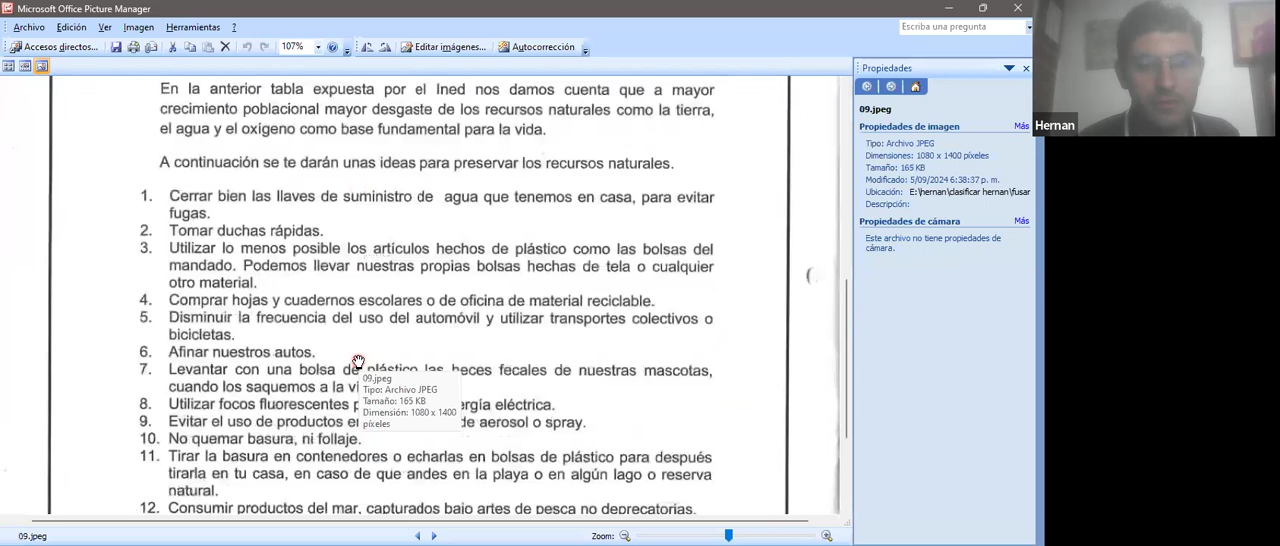 Microsoft Office Picture Manager
Archivo Edición Ver Imagen Herramientas ?
Escriba una pregunta
Accesos directos... 107% Editar imágenes... Autocorrección
En la anterior tabla expuesta por el Ined nos damos cuenta que a mayor
crecimiento poblacional mayor desgaste de los recursos naturales como la tierra,
el agua y el oxígeno como base fundamental para la vida.
A continuación se te darán unas ideas para preservar los recursos naturales.
1. Cerrar bien las llaves de suministro de agua que tenemos en casa, para evitar
fugas.
2. Tomar duchas rápidas.
3. Utilizar lo menos posible los artículos hechos de plástico como las bolsas del
mandado. Podemos llevar nuestras propias bolsas hechas de tela o cualquier
otro material.
4. Comprar hojas y cuadernos escolares o de oficina de material reciclable.
5. Disminuir la frecuencia del uso del automóvil y utilizar transportes colectivos o
bicicletas.
6. Afinar nuestros autos.
7. Levantar con una bolsa de plástico las heces fecales de nuestras mascotas,
cuando los saquemos a la
8. Utilizar focos fluorescentes eléctrica.
9. Evitar el uso de productos de aerosol o spray.
10. No quemar basura, ni follaje.
11. Tirar la basura en contenedores o echarlas en bolsas de plástico para después
tirarla en tu casa, en caso de que andes en la playa o en algún lago o reserva
natural.
12. Consumir productos del mar, capturados bajo artes de pesca no deprecatorias.
09.jpeg
Tipo: Archivo JPEG
Tamaño: 165 KB
Dimensión: 1080 x 1400
píxeles
Propiedades
09.jpeg
Propiedades de imagen Más
Tipo: Archivo JPEG
Dimensiones: 1080 x 1400 píxeles
Tamaño: 165 KB
Modificado: 5/09/2024 6:38:37 p. m.
Ubicación: E:\hernan\clasificar hernan\fusar
Descripción:
Propiedades de cámara Más
Este archivo no tiene propiedades de
cámara.
Hernan
09.jpeg
Zoom: